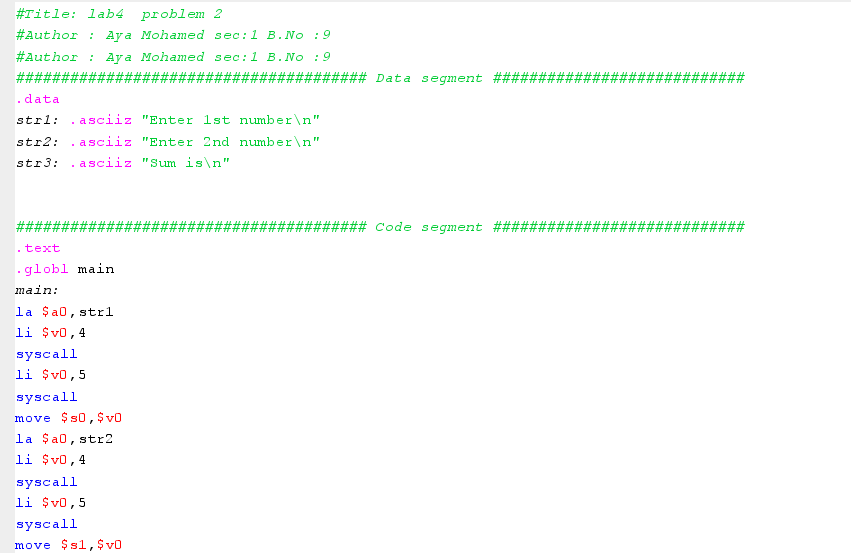 #Title: lab4  problem 2
#Author : Aya Mohamed sec:1 B.No :9
#Author : Aya Mohamed sec:1 B.No :9
####################################### Data segment ############################
.data
str1: .asciiz "Enter 1st number\n"
str2: .asciiz "Enter 2nd number\n"
str3: .asciiz "Sum is\n"
####################################### Code segment ############################
.text
.globl main
main:
la $a0,str1
li $v0,4
syscall
li $v0,5
syscall
move $s0,$v0
la $a0,str2
li $v0,4
syscall
li $v0,5
syscall
move $s1,$v0